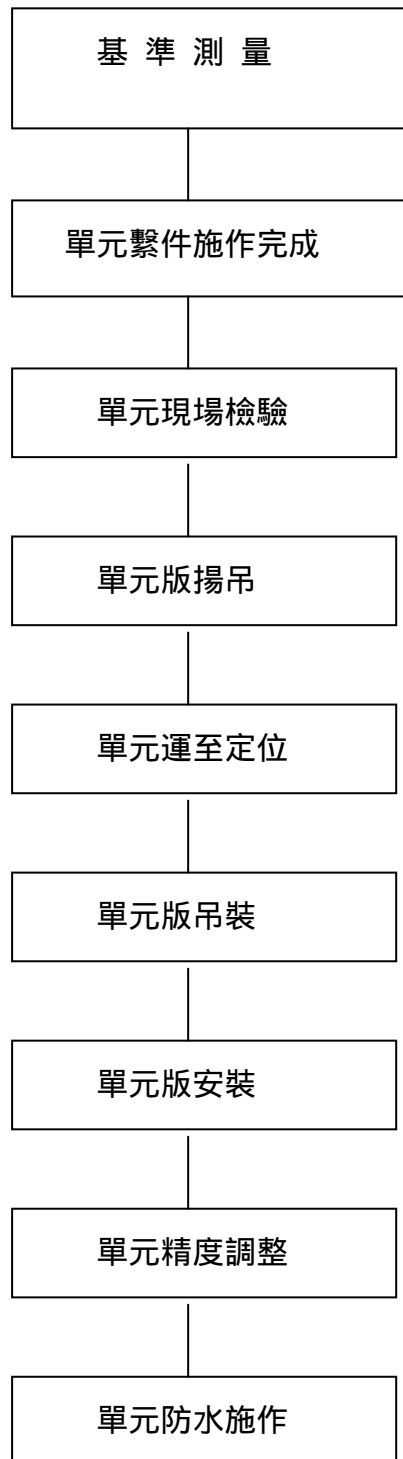 基 準 測 量
單元繫件施作完成
單元現場檢驗
單元版揚吊
單元運至定位
單元版吊裝
單元版安裝
單元精度調整
單元防水施作